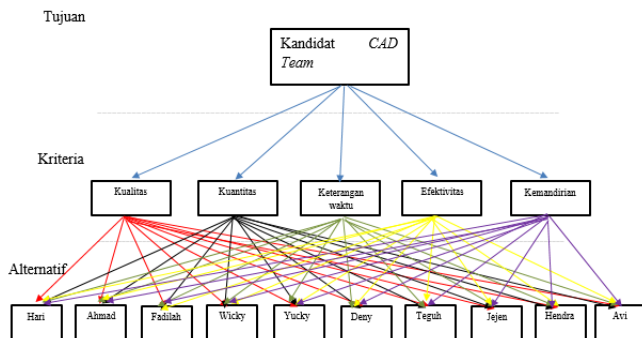 Tujuan
Kandidat CAD
Team
Kriteria
Kualitas
Kuantitas
Keterangan
waktu
Efektivitas
Kemandirian
Alternatif
Hari
Ahmad
Fadilah
Wicky
Yucky
Deny
Teguh
Jejen
Hendra
Avi